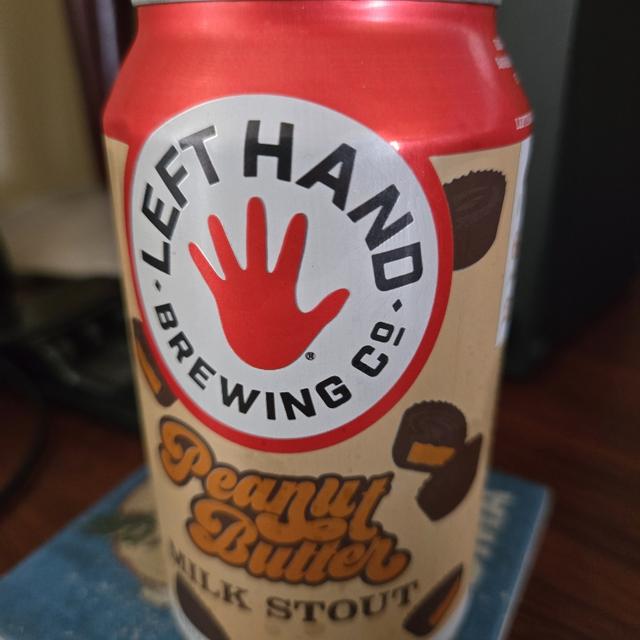 LEFT HAND
BREWING Cº
®
Peanut
Butter
MILK STOUT